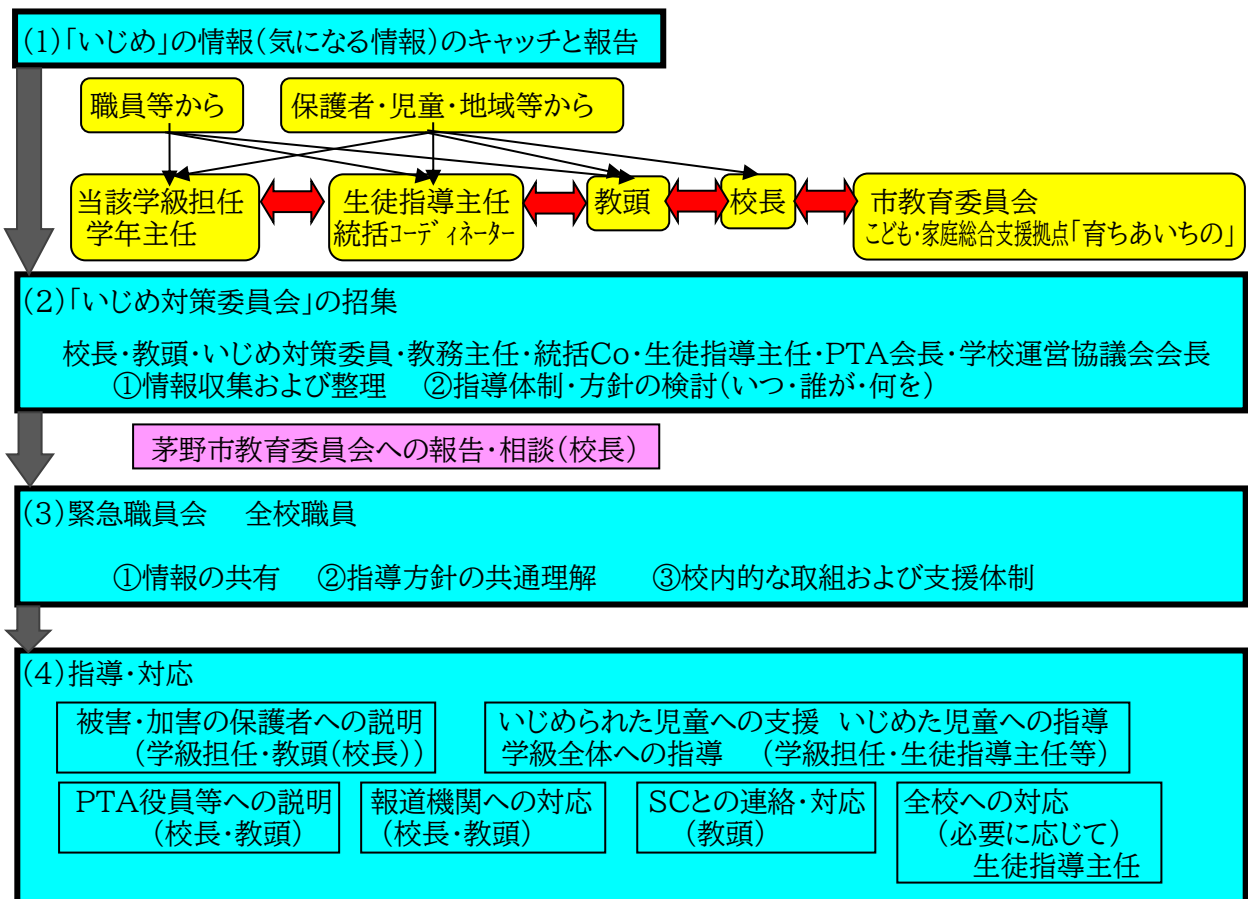 (1)「いじめ」の情報(気になる情報)のキャッチと報告
職員等から
保護者・児童・地域等から
当該学級担任
学年主任
生徒指導主任
統括コーディネーター
教頭
校長
市教育委員会
こども・家庭総合支援拠点「育ちあいちの」
(2)「いじめ対策委員会」の招集
校長・教頭・いじめ対策委員・教務主任・統括Co・生徒指導主任・PTA会長・学校運営協議会会長
①情報収集および整理　②指導体制・方針の検討(いつ・誰が・何を)
茅野市教育委員会への報告・相談(校長)
(3)緊急職員会　全校職員
①情報の共有　②指導方針の共通理解　③校内的な取組および支援体制
(4)指導・対応
被害・加害の保護者への説明
(学級担任・教頭(校長))
いじめられた児童への支援　いじめた児童への指導
学級全体への指導　(学級担任・生徒指導主任等)
PTA役員等への説明
(校長・教頭)
報道機関への対応
(校長・教頭)
SCとの連絡・対応
(教頭)
全校への対応
(必要に応じて)
生徒指導主任